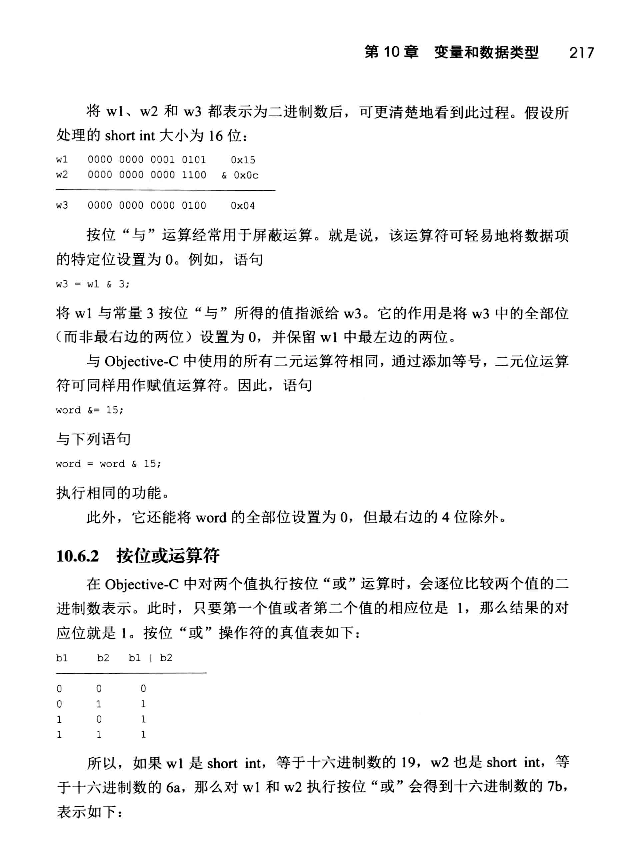 第 10 章 变量和数据类型 217
将 w1、w2 和 w3 都表示为二进制数后，可更清楚地看到此过程。假设所
处理的 short int 大小为 16 位：
w1 0000 0000 0001 0101 0x15
w2 0000 0000 0000 1100 & 0x0c
w3 0000 0000 0000 0100 0x04
按位“与”运算经常用于屏蔽运算。就是说，该运算符可轻易地将数据项
的特定位设置为 0。例如，语句
w3 = w1 & 3;
将 w1 与常量 3 按位“与”所得的值指派给 w3。它的作用是将 w3 中的全部位
（而非最右边的两位）设置为 0，并保留 w1 中最左边的两位。
与 Objective-C 中使用的所有二元运算符相同，通过添加等号，二元位运算
符可同样用作赋值运算符。因此，语句
word &= 15;
与下列语句
word = word & 15;
执行相同的功能。
此外，它还能将 word 的全部位设置为 0，但最右边的 4 位除外。
10.6.2 按位或运算符
在 Objective-C 中对两个值执行按位“或”运算时，会逐位比较两个值的二
进制数表示。此时，只要第一个值或者第二个值的相应位是 1，那么结果的对
应位就是 1。按位“或”操作符的真值表如下：
b1 b2 b1 | b2
0 0 0
0 1 1
1 0 1
1 1 1
所以，如果 w1 是 short int，等于十六进制数的 19，w2 也是 short int，等
于十六进制数的 6a，那么对 w1 和 w2 执行按位“或”会得到十六进制数的 7b，
表示如下：